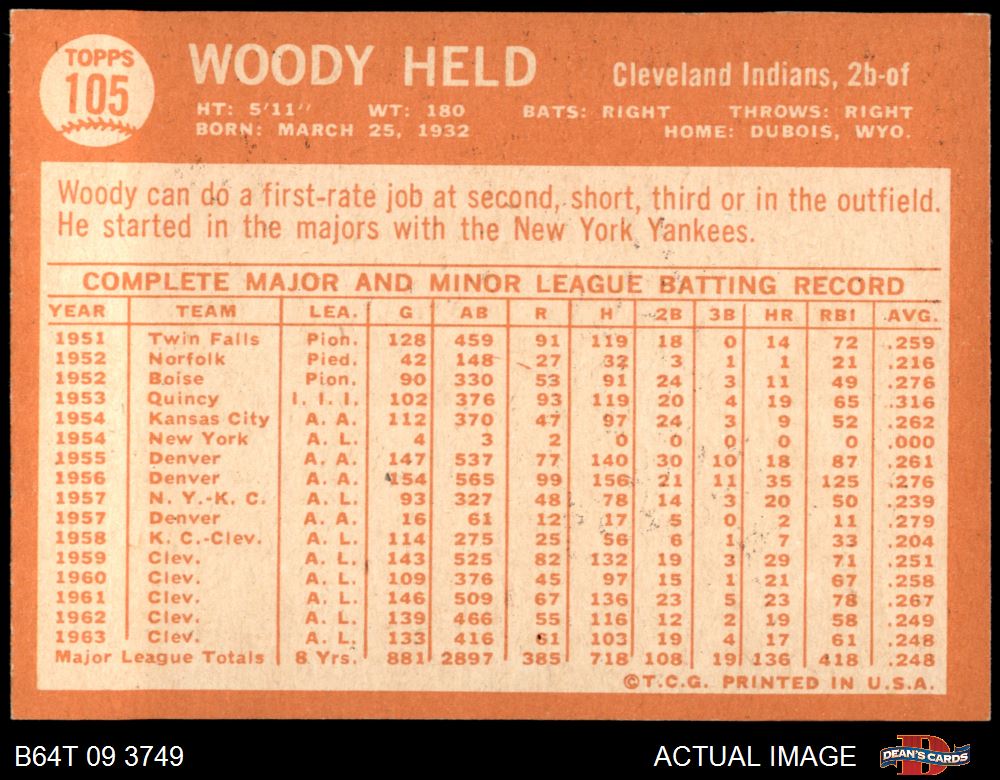 TOPPS
105
WOODY HELD
Cleveland Indians, 2b-of
HT: 5'11" WT: 180 BATS: RIGHT THROWS: RIGHT
BORN: MARCH 25, 1932 HOME: DUBOIS, WYO.
Woody can do a first-rate job at second, short, third or in the outfield.
He started in the majors with the New York Yankees.
COMPLETE MAJOR AND MINOR LEAGUE BATTING RECORD
YEAR TEAM LEA. G AB R H 2B 3B HR RBI AVG.
1951 Twin Falls Pion. 128 459 91 119 18 0 14 72 .259
1952 Norfolk Pied. 42 148 27 32 3 1 1 21 .216
1952 Boise Pion. 90 330 53 91 24 3 11 49 .276
1953 Quincy I. I. I. 102 376 93 119 20 4 19 65 .316
1954 Kansas City A. A. 112 370 47 97 24 3 9 52 .262
1954 New York A. L. 4 3 2 0 0 0 0 0 .000
1955 Denver A. A. 147 537 77 140 30 10 18 87 .261
1956 Denver A. A. 154 565 99 156 21 11 35 125 .276
1957 N. Y.-K. C. A. L. 93 327 48 78 14 3 20 50 .239
1957 Denver A. A. 16 61 12 17 5 0 2 11 .279
1958 K. C.-Clev. A. L. 114 275 25 56 6 1 7 33 .204
1959 Clev. A. L. 143 525 82 132 19 3 29 71 .251
1960 Clev. A. L. 109 376 45 97 15 1 21 67 .258
1961 Clev. A. L. 146 509 67 136 23 5 23 78 .267
1962 Clev. A. L. 139 466 55 116 12 2 19 58 .249
1963 Clev. A. L. 133 416 61 103 19 4 17 61 .248
Major League Totals 8 Yrs. 881 2897 385 718 108 19 136 418 .248
©T.C.G. PRINTED IN U.S.A.
B64T 09 3749 ACTUAL IMAGE
D
DEAN'S CARDS